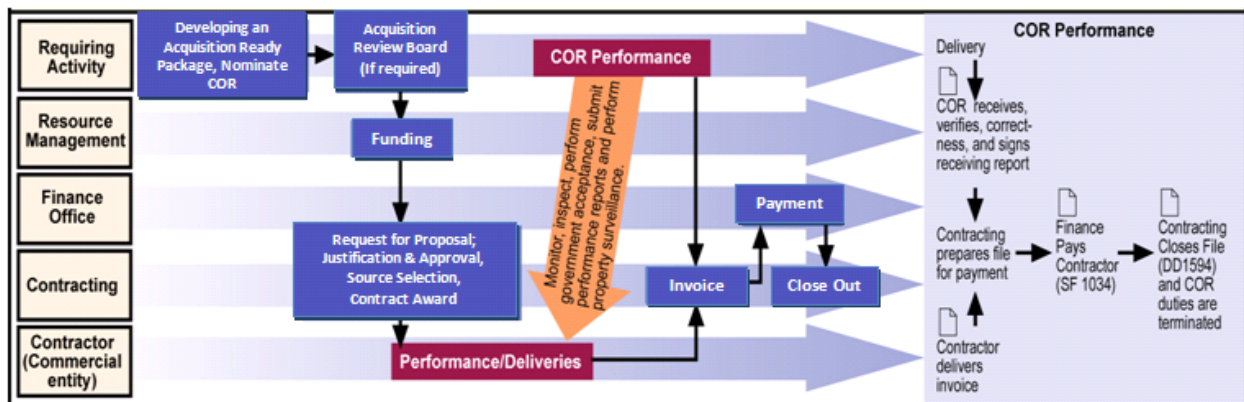 Requiring
Activity
Resource
Management
Finance
Office
Contracting
Contractor
(Commercial
entity)
Developing an
Acquisition Ready
Package, Nominate
COR
Acquisition
Review Board
(If required)
Funding
Request for Proposal;
Justification & Approval,
Source Selection,
Contract Award
COR Performance
Monitor, inspect, perform
government acceptance, submit
performance reports and perform
property surveillance.
Performance/Deliveries
Invoice
Payment
Close Out
COR Performance
Delivery
COR receives,
verifies, correct-
ness, and signs
receiving report
Contracting
prepares file
for payment
Contractor
delivers
invoice
Finance
Pays
Contractor
(SF 1034)
Contracting
Closes File
(DD1594)
and COR
duties are
terminated